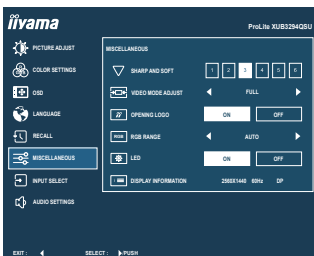 iiyama
ProLite XUB3294QSU
PICTURE ADJUST
COLOR SETTINGS
OSD
LANGUAGE
RECALL
MISCELLANEOUS
INPUT SELECT
AUDIO SETTINGS
MISCELLANEOUS
SHARP AND SOFT 1 2 3 4 5 6
VIDEO MODE ADJUST FULL
OPENING LOGO ON OFF
RGB RGB RANGE AUTO
LED ON OFF
DISPLAY INFORMATION 2560X1440 60Hz DP
EXIT : SELECT : /PUSH